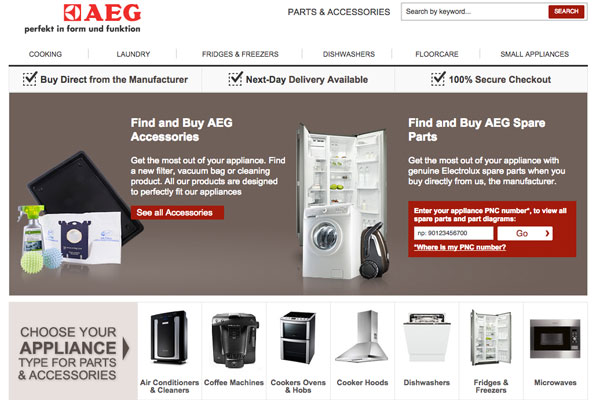 AEG
perfekt in form und funktion
PARTS & ACCESSORIES
Search by keyword...
SEARCH
COOKING
LAUNDRY
FRIDGES & FREEZERS
DISHWASHERS
FLOORCARE
SMALL APPLIANCES
Buy Direct from the Manufacturer
Next-Day Delivery Available
100% Secure Checkout
Find and Buy AEG
Accessories
Get the most out of your appliance. Find
a new filter, vacuum bag or cleaning
product. All our products are designed
to perfectly fit our appliances
See all Accessories
Find and Buy AEG Spare
Parts
Get the most out of your appliance with
genuine Electrolux spare parts when you
buy directly from us, the manufacturer.
Enter your appliance PNC number*, to view all
spare parts and part diagrams:
np. 90123456700
Go
*Where is my PNC number?
CHOOSE YOUR
APPLIANCE
TYPE FOR PARTS
& ACCESSORIES
Air Conditioners
& Cleaners
Coffee Machines
Cookers Ovens
& Hobs
Cooker Hoods
Dishwashers
Fridges &
Freezers
Microwaves